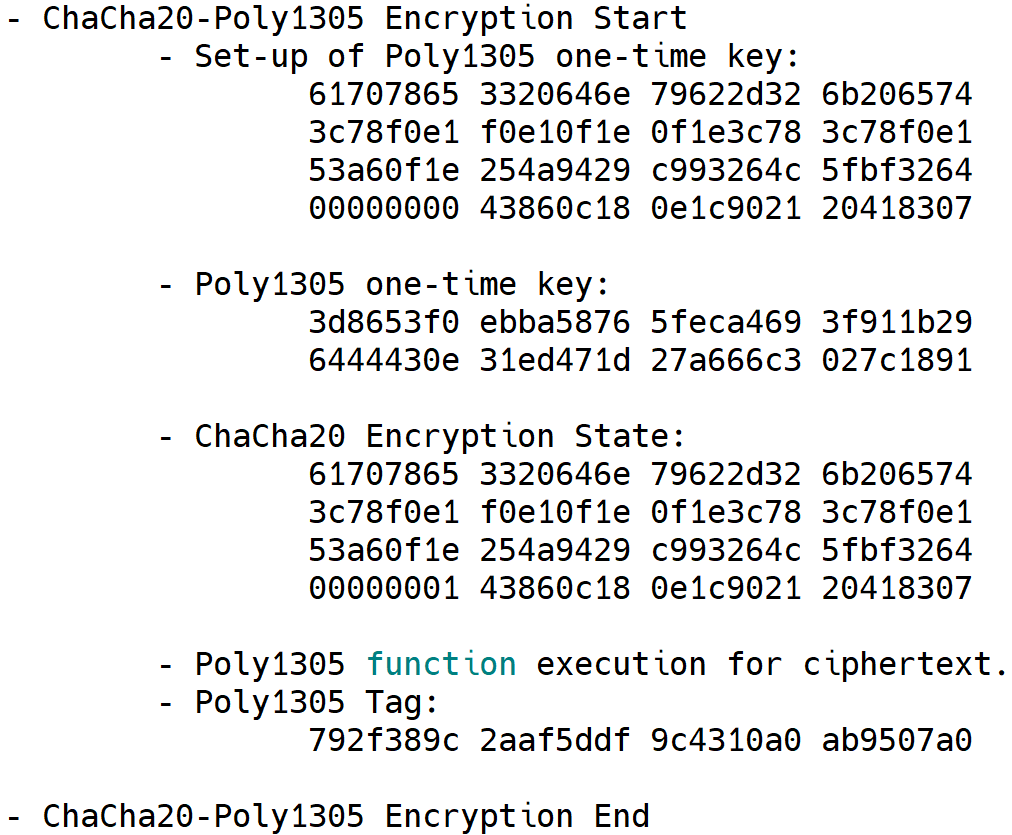 - ChaCha20-Poly1305 Encryption Start
- Set-up of Poly1305 one-time key:
61707865 3320646e 79622d32 6b206574
3c78f0e1 f0e10f1e 0f1e3c78 3c78f0e1
53a60f1e 254a9429 c993264c 5fbf3264
00000000 43860c18 0e1c9021 20418307
- Poly1305 one-time key:
3d8653f0 ebba5876 5feca469 3f911b29
6444430e 31ed471d 27a666c3 027c1891
- ChaCha20 Encryption State:
61707865 3320646e 79622d32 6b206574
3c78f0e1 f0e10f1e 0f1e3c78 3c78f0e1
53a60f1e 254a9429 c993264c 5fbf3264
00000001 43860c18 0e1c9021 20418307
- Poly1305 function execution for ciphertext.
- Poly1305 Tag:
792f389c 2aaf5ddf 9c4310a0 ab9507a0
- ChaCha20-Poly1305 Encryption End